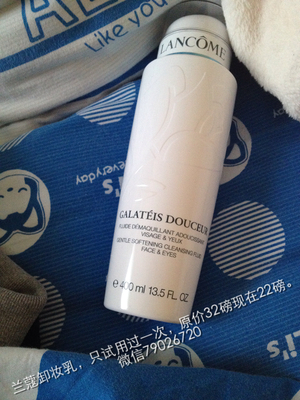 Like you
LANCÔME
GALATÉIS DOUCEUR
FLUIDE DÉMAQUILLANT ADOUCISSANT
VISAGE & YEUX
GENTLE SOFTENING CLEANSING FLUID
FACE & EYES
e 400 ml 13.5 FL. OZ.
everyday
兰蔻卸妆乳,只试用过一次,原价32磅现在22磅。
微信79026720